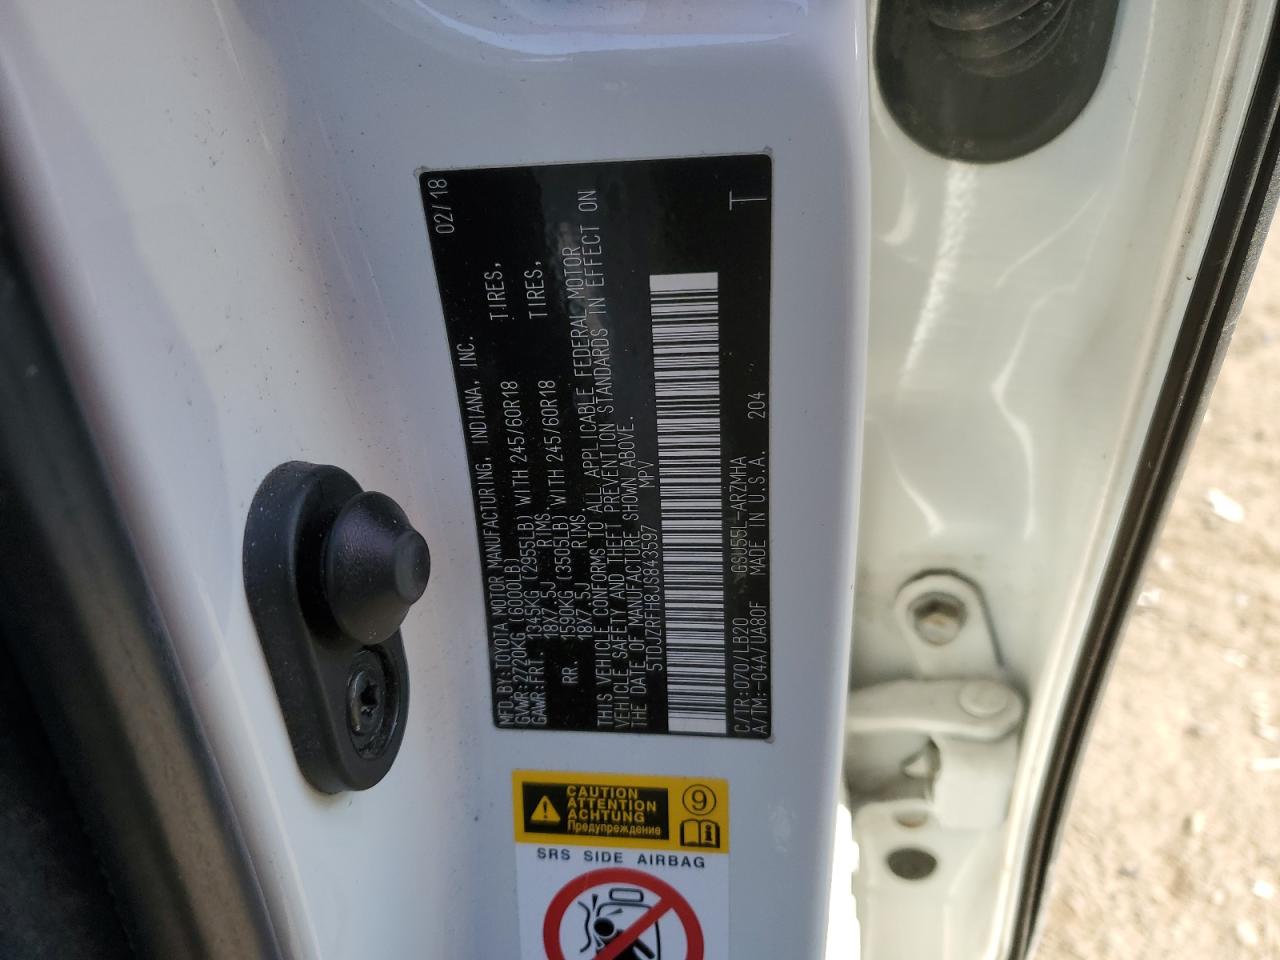 MFD.BY:TOYOTA MOTOR MANUFACTURING, INDIANA, INC. 02/18
GVWR:2720KG (6000LB)
GAWR:FRT. 1345KG (2955LB) WITH 245/60R18 TIRES,
18X7.5J RIMS
RR. 1590KG (3505LB) WITH 245/60R18 TIRES,
18X7.5J RIMS
THIS VEHICLE CONFORMS TO ALL APPLICABLE FEDERAL MOTOR
VEHICLE SAFETY AND THEFT PREVENTION STANDARDS IN EFFECT ON
THE DATE OF MANUFACTURE SHOWN ABOVE.
5TDJZRFH8JS843597 MPV
C/TR:070/LB20 GSU55L-ARZMHA T
A/TM:-04A/UA80F MADE IN U.S.A. 204
CAUTION
ATTENTION
ACHTUNG
Предупреждение
9
SRS SIDE AIRBAG